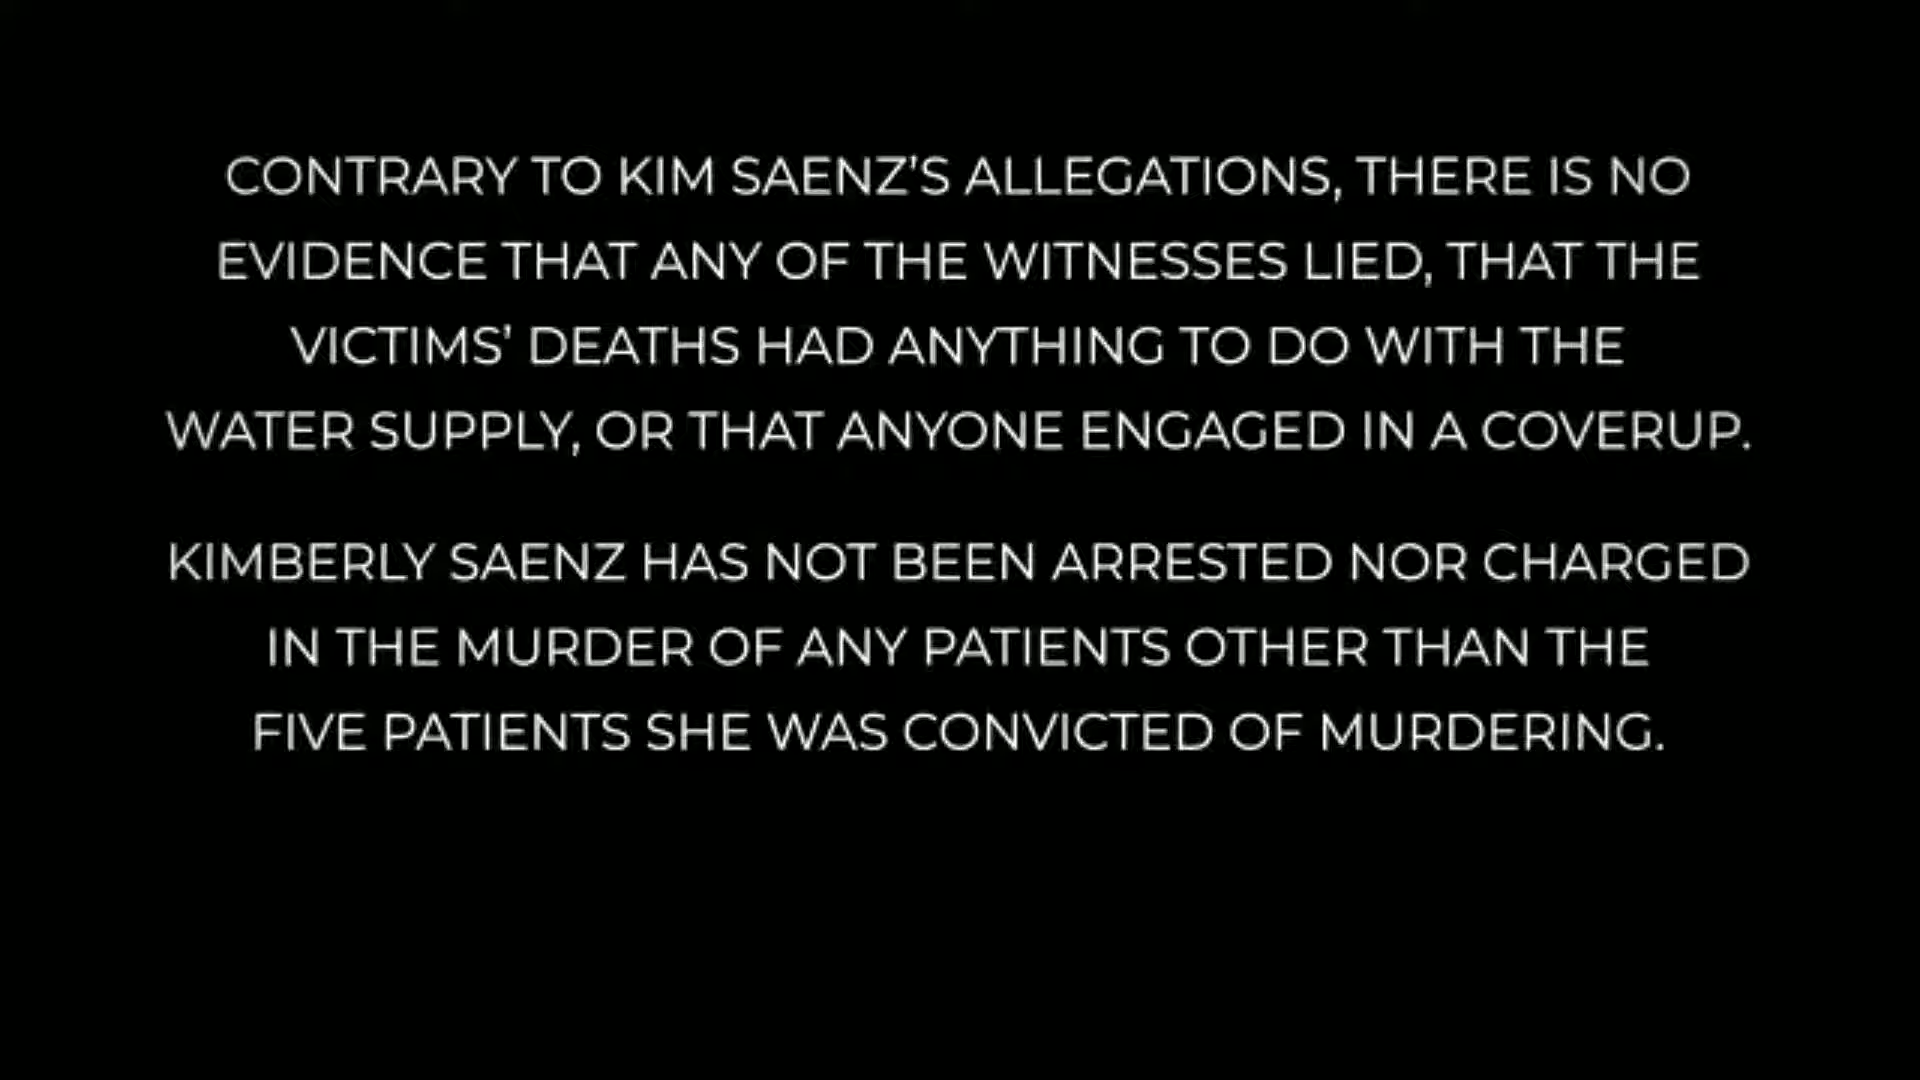 CONTRARY TO KIM SAENZ'S ALLEGATIONS, THERE IS NO
EVIDENCE THAT ANY OF THE WITNESSES LIED, THAT THE
VICTIMS' DEATHS HAD ANYTHING TO DO WITH THE
WATER SUPPLY, OR THAT ANYONE ENGAGED IN A COVERUP.
KIMBERLY SAENZ HAS NOT BEEN ARRESTED NOR CHARGED
IN THE MURDER OF ANY PATIENTS OTHER THAN THE
FIVE PATIENTS SHE WAS CONVICTED OF MURDERING.